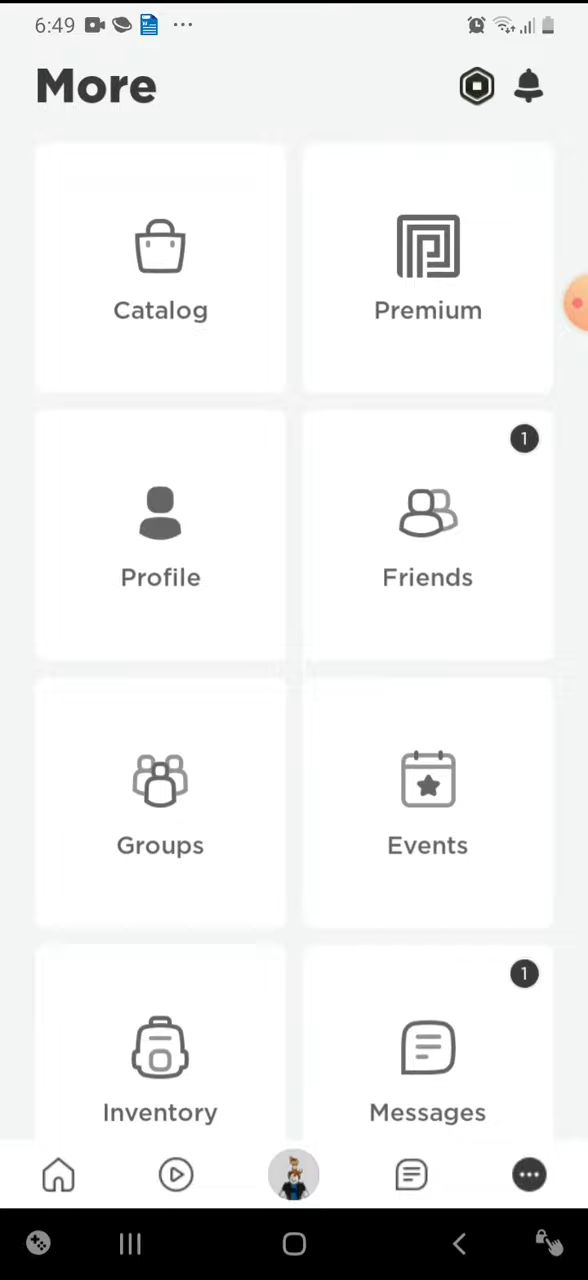 6:49
More
Catalog
Premium
1
Profile
Friends
Groups
Events
1
Inventory
Messages